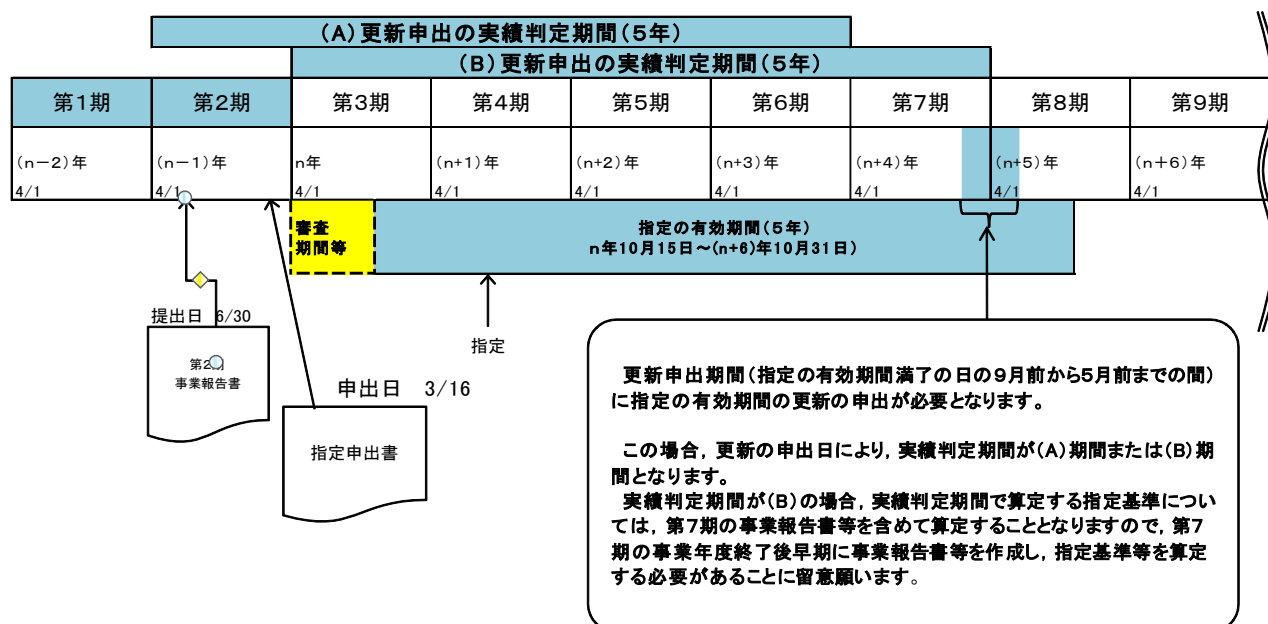 (A)更新申出の実績判定期間(5年)
(B)更新申出の実績判定期間(5年)
第1期 第2期 第3期 第4期 第5期 第6期 第7期 第8期 第9期
(n-2)年 (n-1)年 n年 (n+1)年 (n+2)年 (n+3)年 (n+4)年 (n+5)年 (n+6)年
4/1 4/1 4/1 4/1 4/1 4/1 4/1 4/1 4/1
審査
期間等
指定の有効期間(5年)
n年10月15日~(n+6)年10月31日)
提出日 6/30
第2期
事業報告書
申出日 3/16
指定申出書
指定
更新申出期間(指定の有効期間満了の日の9月前から5月前までの間)
に指定の有効期間の更新の申出が必要となります。
この場合,更新の申出日により,実績判定期間が(A)期間または(B)期
間となります。
実績判定期間が(B)の場合,実績判定期間で算定する指定基準につい
ては,第7期の事業報告書等を含めて算定することとなりますので,第7
期の事業年度終了後早期に事業報告書等を作成し,指定基準等を算定
する必要があることに留意願います。